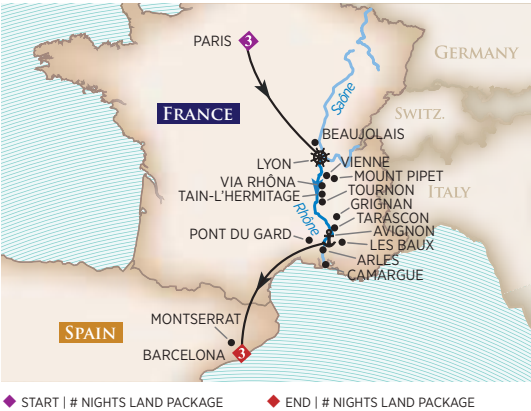 PARIS 3
GERMANY
Saône
FRANCE
SWITZ.
BEAUJOLAIS
LYON
VIENNE
MOUNT PIPET
VIA RHÔNA
TOURNON
TAIN-L'HERMITAGE
ITALY
GRIGNAN
Rhône
TARASCON
AVIGNON
PONT DU GARD
LES BAUX
ARLES
CAMARGUE
MONTSERRAT
SPAIN
BARCELONA 3
START | # NIGHTS LAND PACKAGE
END | # NIGHTS LAND PACKAGE